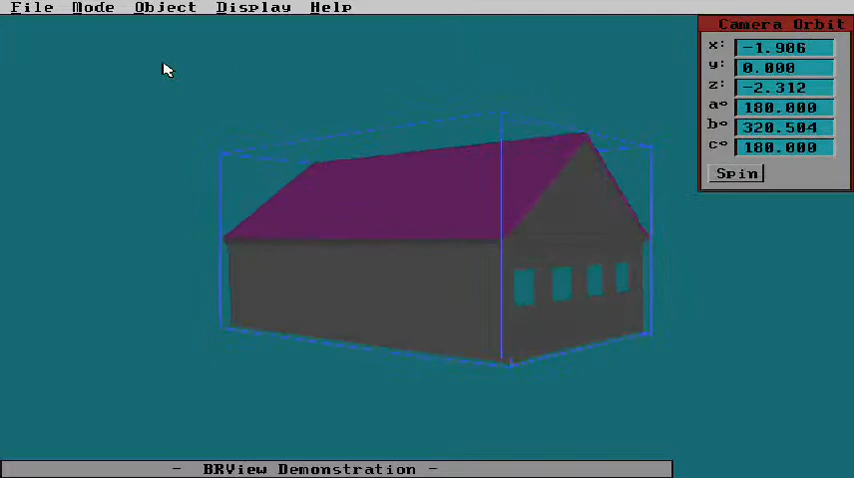 File Mode Object Display Help
Camera Orbit
x: -1.906
y: 0.000
z: -2.312
a° 180.000
b° 320.504
c° 180.000
Spin
- BRView Demonstration -